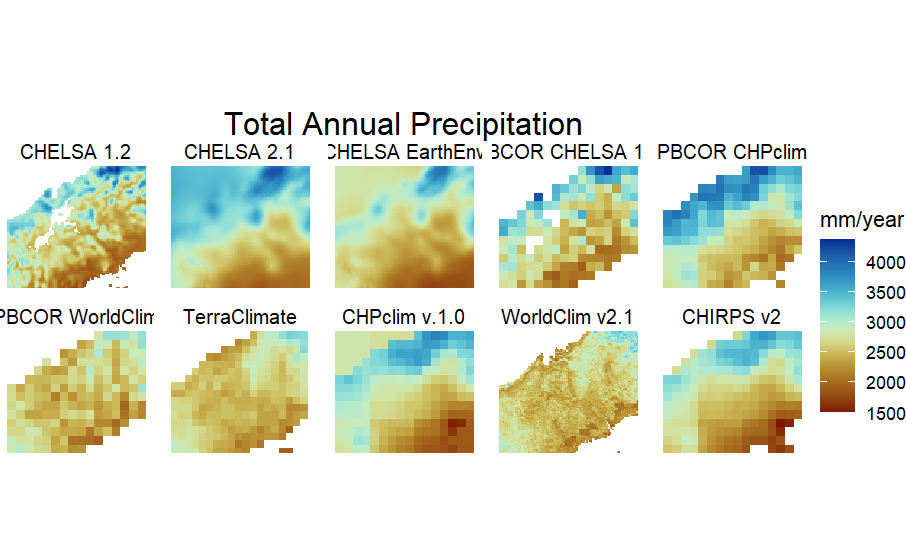 Total Annual Precipitation
CHELSA 1.2
CHELSA 2.1
CHELSA EarthEnv
BCOR CHELSA 1
PBCOR CHPclim
PBCOR WorldClim
TerraClimate
CHPclim v.1.0
WorldClim v2.1
CHIRPS v2
mm/year
4000
3500
3000
2500
2000
1500